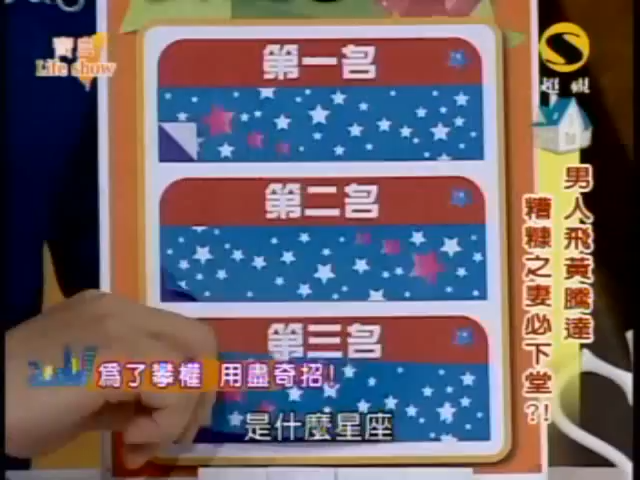 寶島
Life show
超視
第一名
第二名
第三名
男人飛黃騰達
糟糠之妻必下堂?!
為了攀權 用盡奇招!
是什麼星座